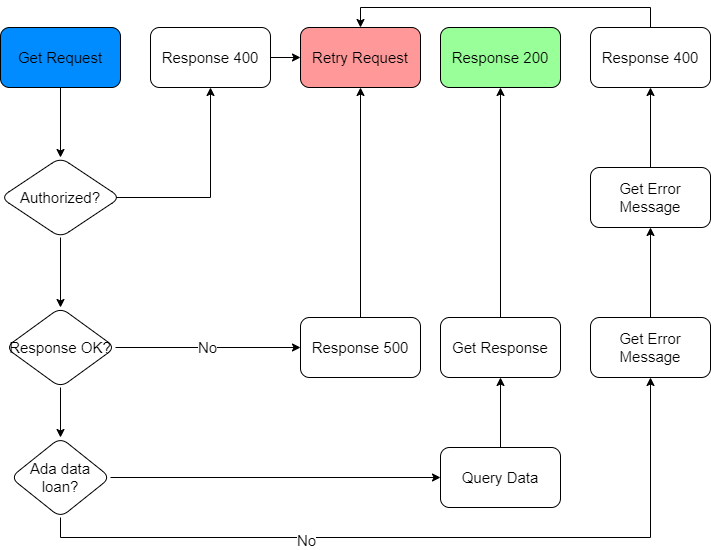 Get Request
Response 400
Retry Request
Response 200
Response 400
Authorized?
Get Error
Message
Response OK?
No
Response 500
Get Response
Get Error
Message
Ada data
loan?
Query Data
No